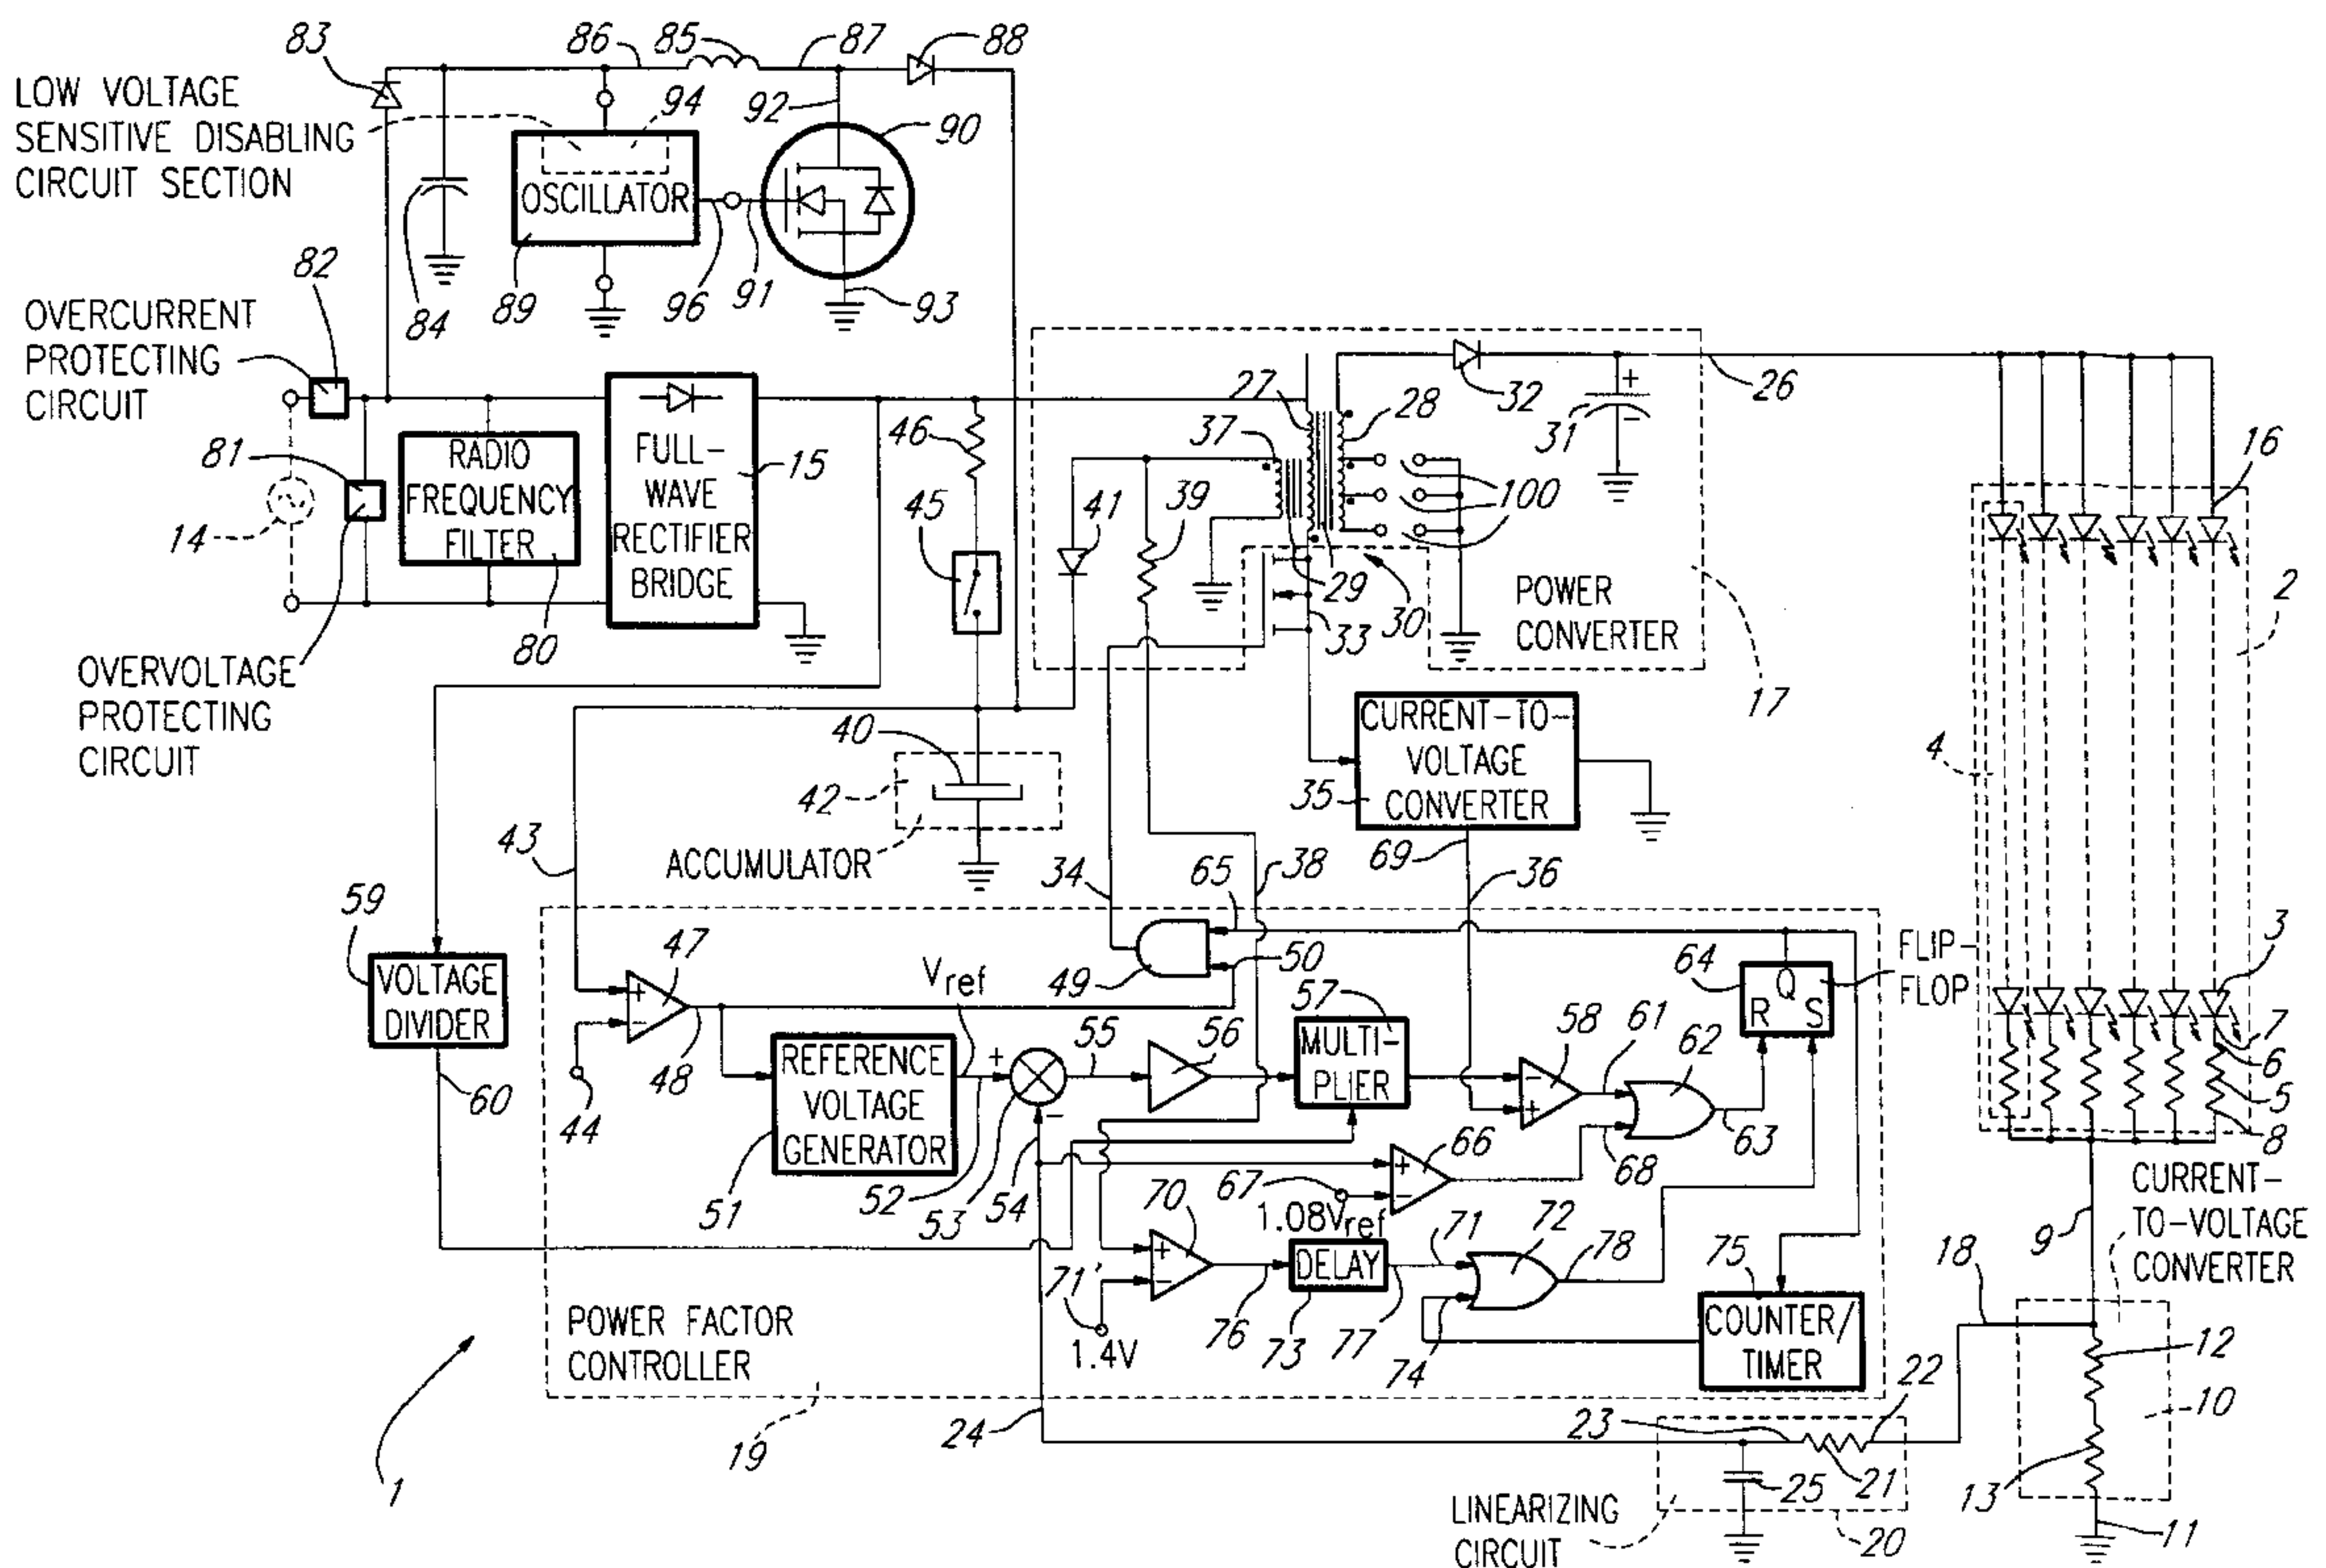 83
86
85
87
88
LOW VOLTAGE
SENSITIVE DISABLING
CIRCUIT SECTION
94
92
90
OSCILLATOR
84
89
96
91
93
82
OVERCURRENT
PROTECTING
CIRCUIT
81
14
RADIO
FREQUENCY
FILTER
80
FULL-
WAVE
RECTIFIER
BRIDGE
15
OVERVOLTAGE
PROTECTING
CIRCUIT
46
45
41
39
37
27
28
32
31
+
−
26
100
29
30
33
POWER
CONVERTER
17
16
2
4
3
7
6
5
8
40
42
ACCUMULATOR
CURRENT-TO-
VOLTAGE
CONVERTER
35
69
43
34
65
38
36
59
VOLTAGE
DIVIDER
60
47
+
−
44
48
Vref
49
50
57
64
Q
R S
FLIP-
FLOP
REFERENCE
VOLTAGE
GENERATOR
51
52
+
−
53
54
55
56
MULTI-
PLIER
58
−
+
61
62
63
66
+
−
67
1.08Vref
68
70
+
−
71'
1.4V
76
DELAY
73
71
77
72
74
78
75
COUNTER/
TIMER
POWER FACTOR
CONTROLLER
19
1
24
23
22
21
25
LINEARIZING
CIRCUIT
20
18
9
CURRENT-
TO-VOLTAGE
CONVERTER
12
10
13
11